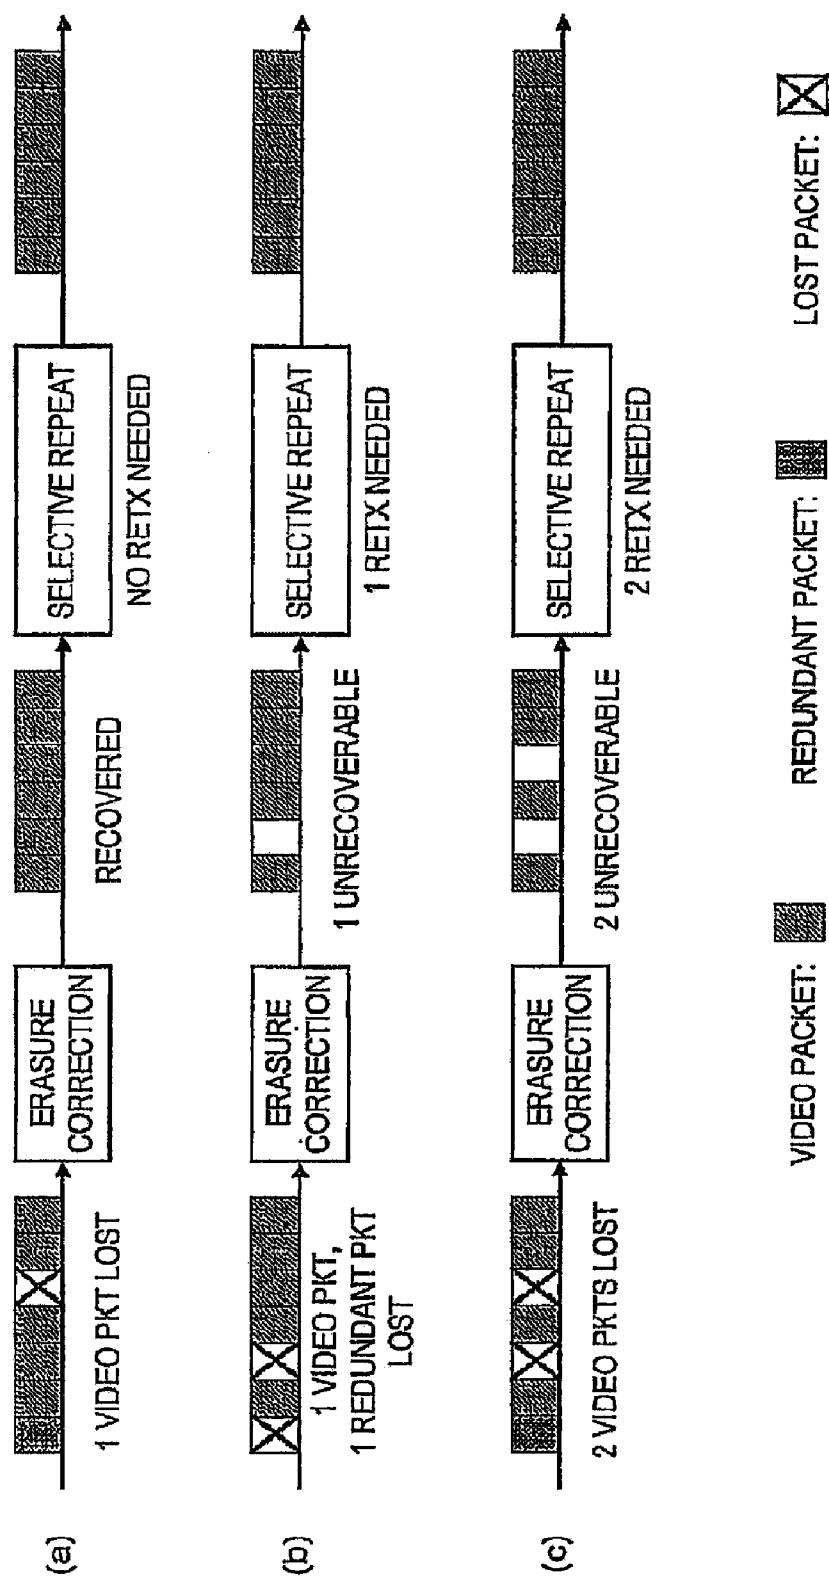 (a)
1 VIDEO PKT LOST
ERASURE
CORRECTION
RECOVERED
SELECTIVE REPEAT
NO RETX NEEDED
(b)
1 VIDEO PKT,
1 REDUNDANT PKT
LOST
ERASURE
CORRECTION
1 UNRECOVERABLE
SELECTIVE REPEAT
1 RETX NEEDED
(c)
2 VIDEO PKTS LOST
ERASURE
CORRECTION
2 UNRECOVERABLE
SELECTIVE REPEAT
2 RETX NEEDED
VIDEO PACKET:
REDUNDANT PACKET:
LOST PACKET: